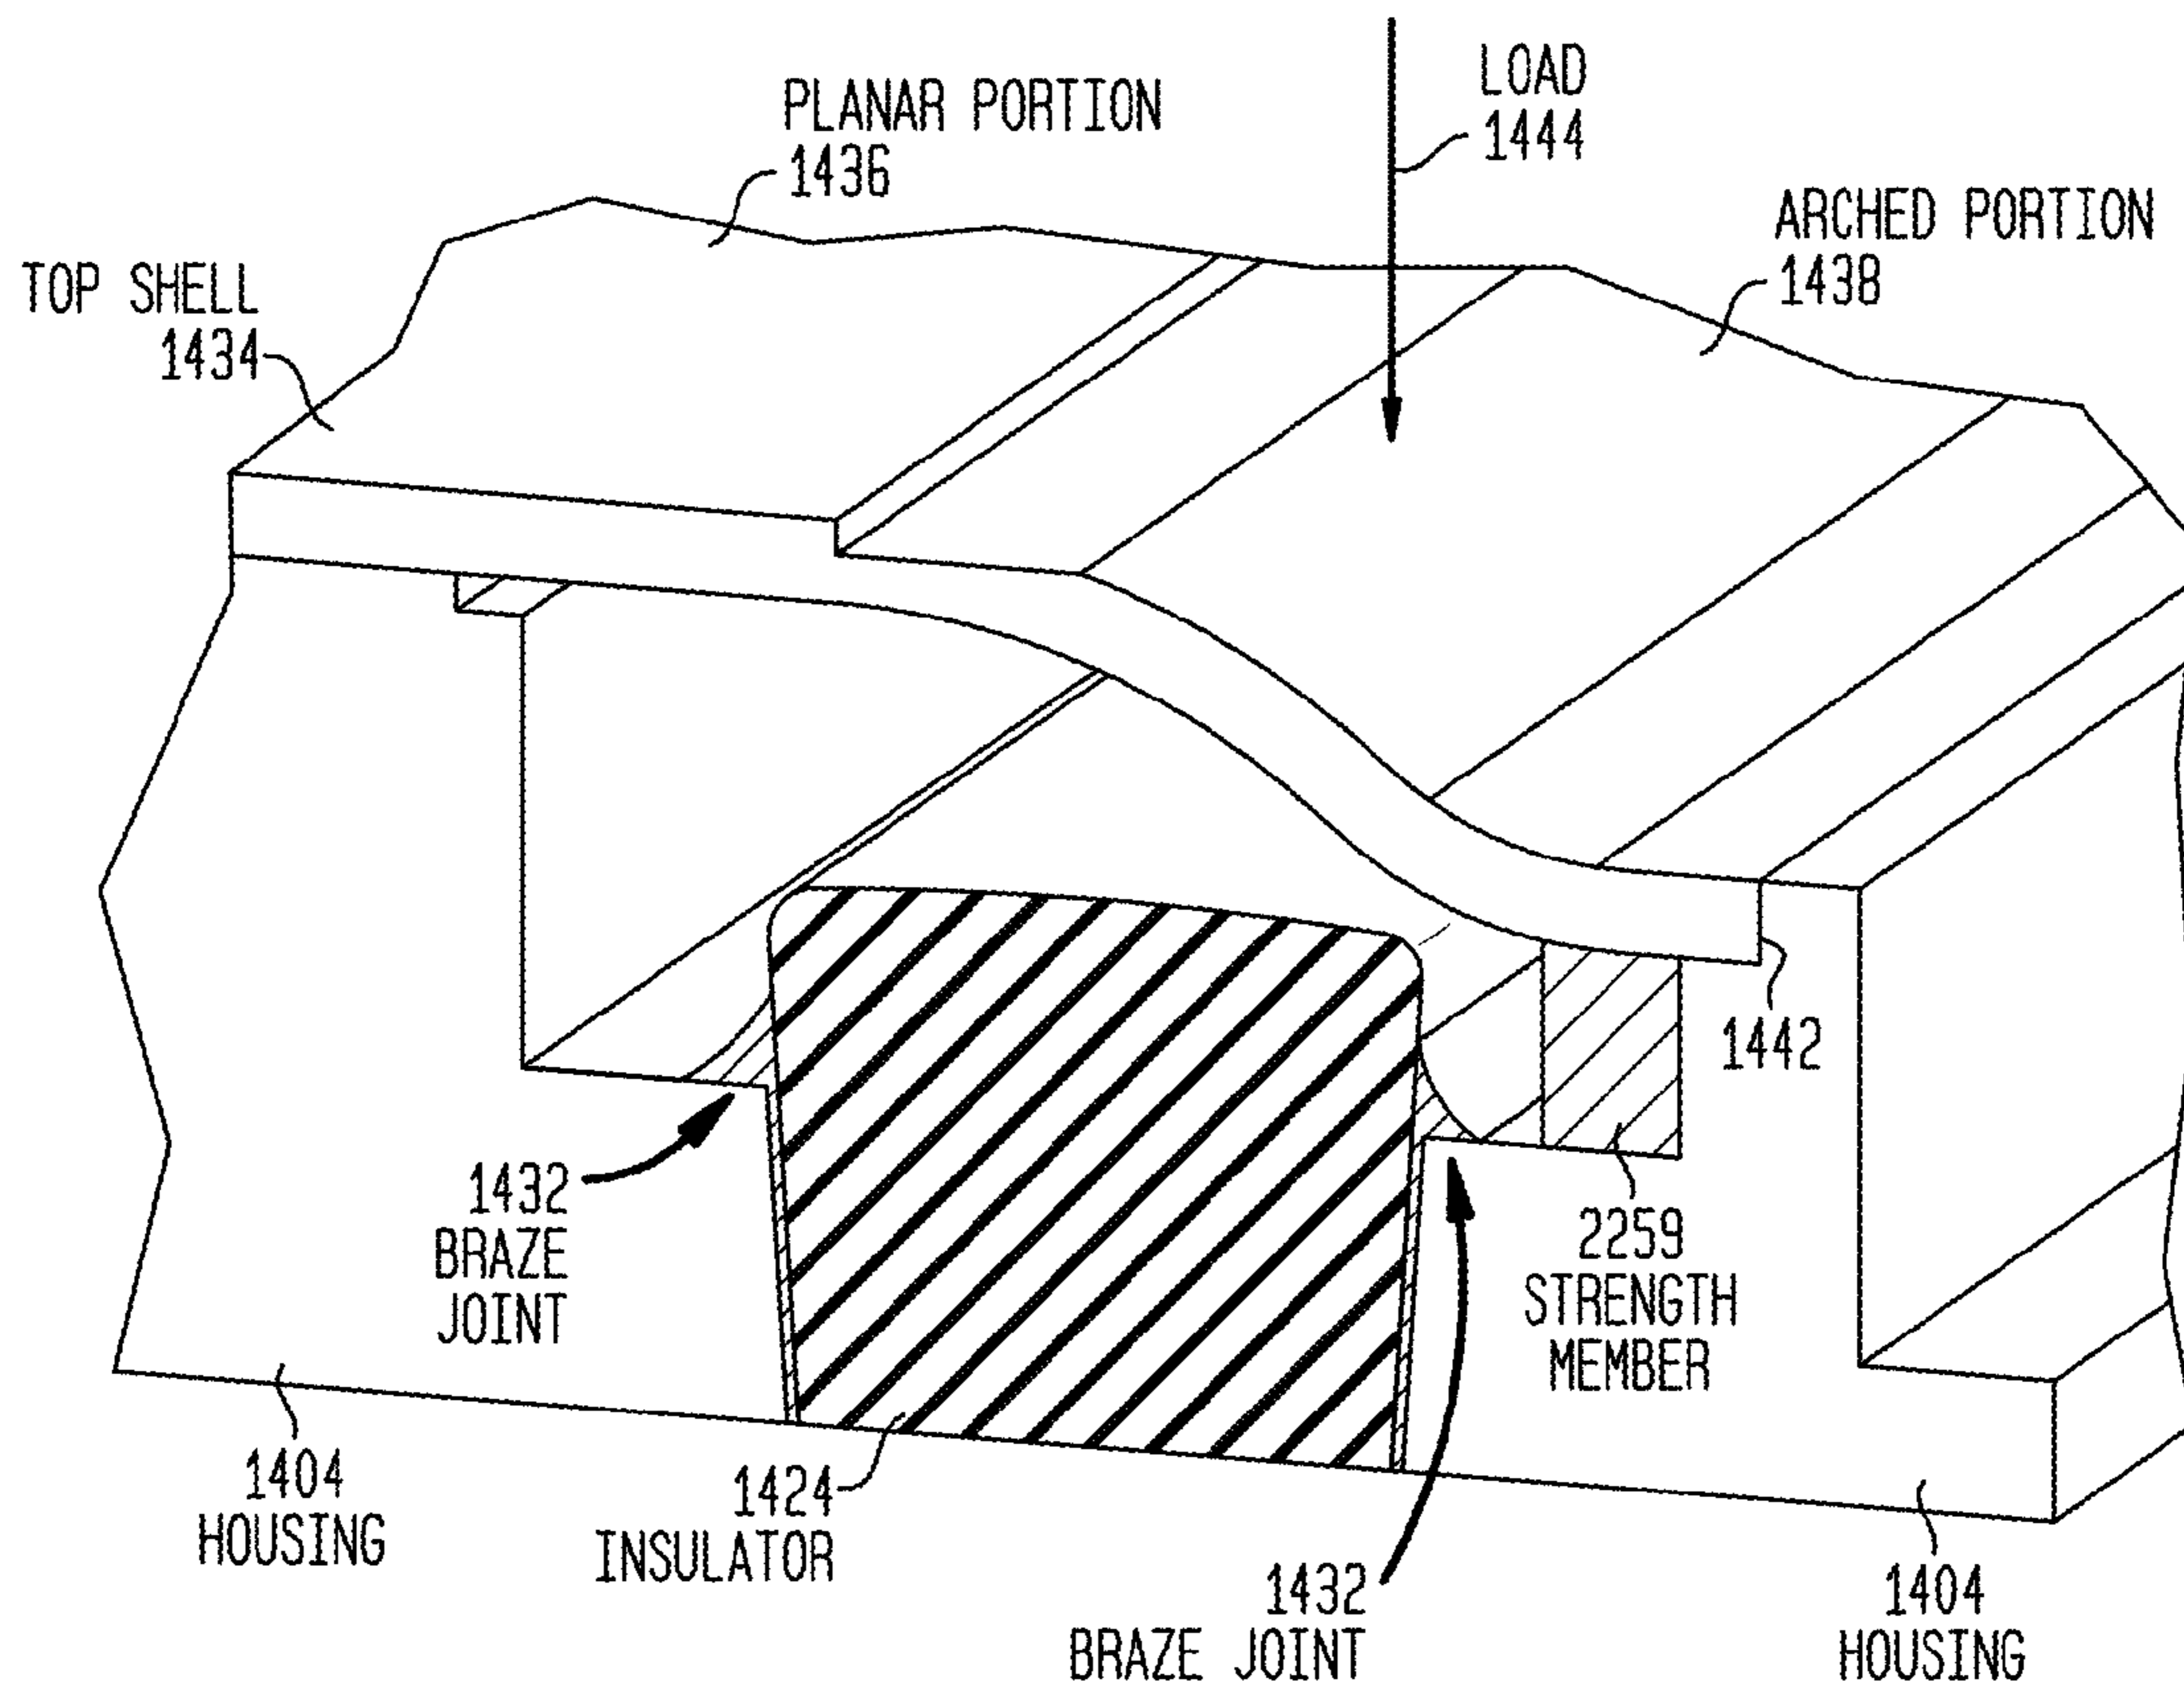 LOAD
1444
PLANAR PORTION
1436
ARCHED PORTION
1438
TOP SHELL
1434
1442
1432
BRAZE
JOINT
2259
STRENGTH
MEMBER
1404
HOUSING
1424
INSULATOR
1432
BRAZE JOINT
1404
HOUSING